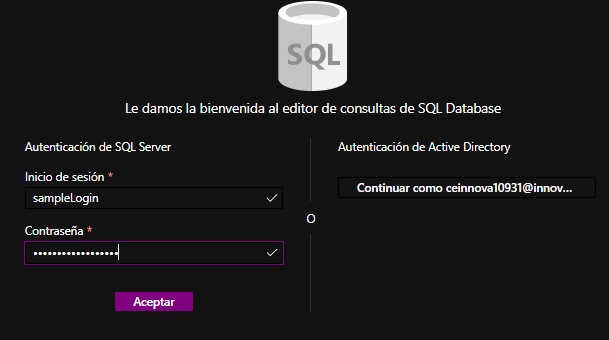 SQL
Le damos la bienvenida al editor de consultas de SQL Database
Autenticación de SQL Server
Inicio de sesión *
sampleLogin
Contraseña *
••••••••••••••••••
Aceptar
O
Autenticación de Active Directory
Continuar como ceinnova10931@innov...